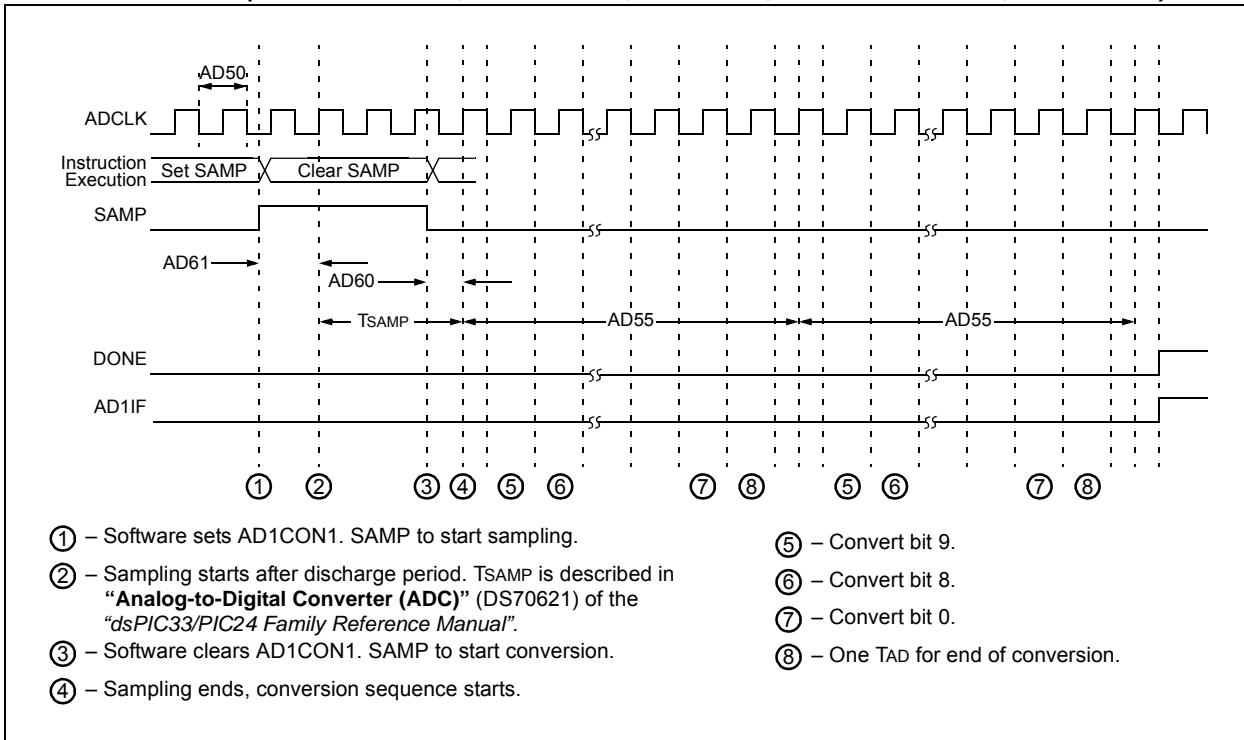 AD50
ADCLK
Instruction
Execution
Set SAMP
Clear SAMP
SAMP
AD61
AD60
TSAMP
AD55
AD55
DONE
AD1IF
1 2 3 4 5 6 7 8 5 6 7 8
1 – Software sets AD1CON1. SAMP to start sampling.
2 – Sampling starts after discharge period. TSAMP is described in
“Analog-to-Digital Converter (ADC)” (DS70621) of the
“dsPIC33/PIC24 Family Reference Manual”.
3 – Software clears AD1CON1. SAMP to start conversion.
4 – Sampling ends, conversion sequence starts.
5 – Convert bit 9.
6 – Convert bit 8.
7 – Convert bit 0.
8 – One TAD for end of conversion.